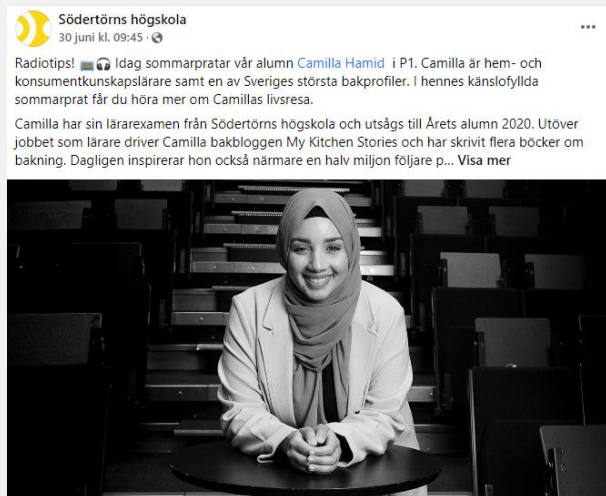 Södertörns högskola
30 juni kl. 09:45 ·
Radiotips! 📻🎧 Idag sommarpratar vår alumn Camilla Hamid i P1. Camilla är hem- och
konsumentkunskapslärare samt en av Sveriges största bakprofiler. I hennes känslofyllda
sommarprat får du höra mer om Camillas livsresa.
Camilla har sin lärarexamen från Södertörns högskola och utsågs till Årets alumn 2020. Utöver
jobbet som lärare driver Camilla bakbloggen My Kitchen Stories och har skrivit flera böcker om
bakning. Dagligen inspirerar hon också närmare en halv miljon följare p... Visa mer